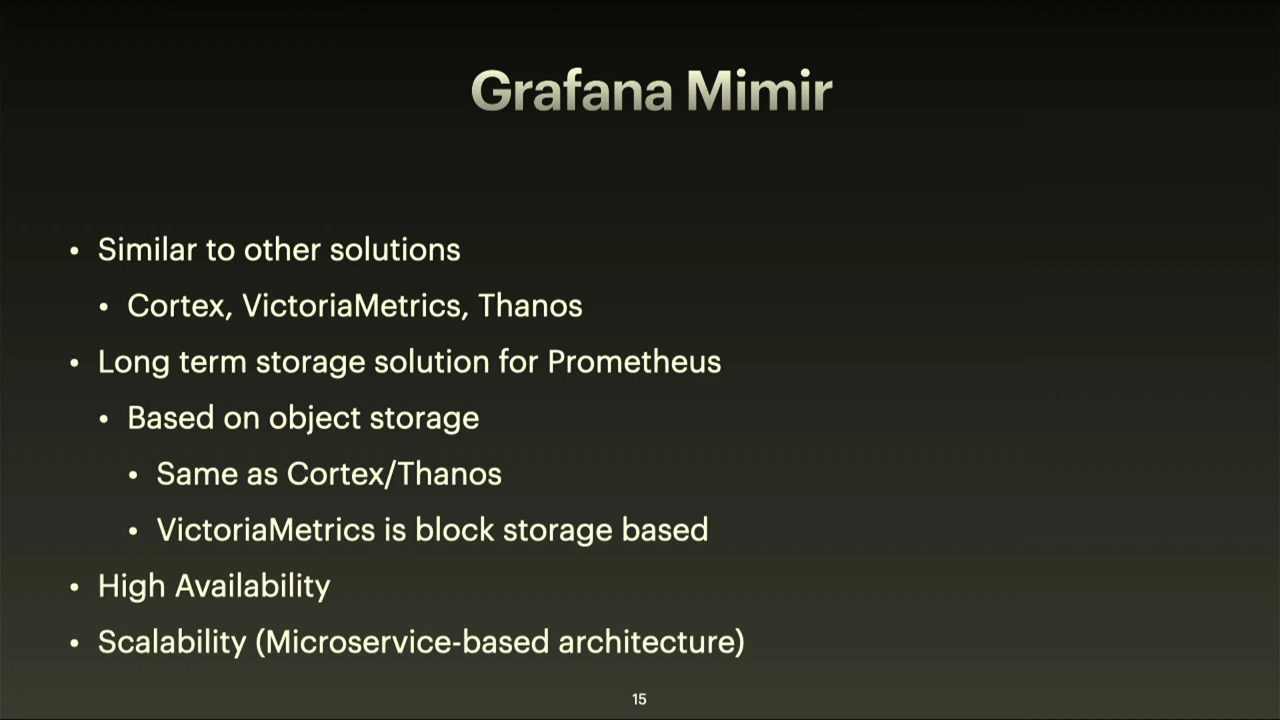 Grafana Mimir
• Similar to other solutions
• Cortex, VictoriaMetrics, Thanos
• Long term storage solution for Prometheus
• Based on object storage
• Same as Cortex/Thanos
• VictoriaMetrics is block storage based
• High Availability
• Scalability (Microservice-based architecture)
15